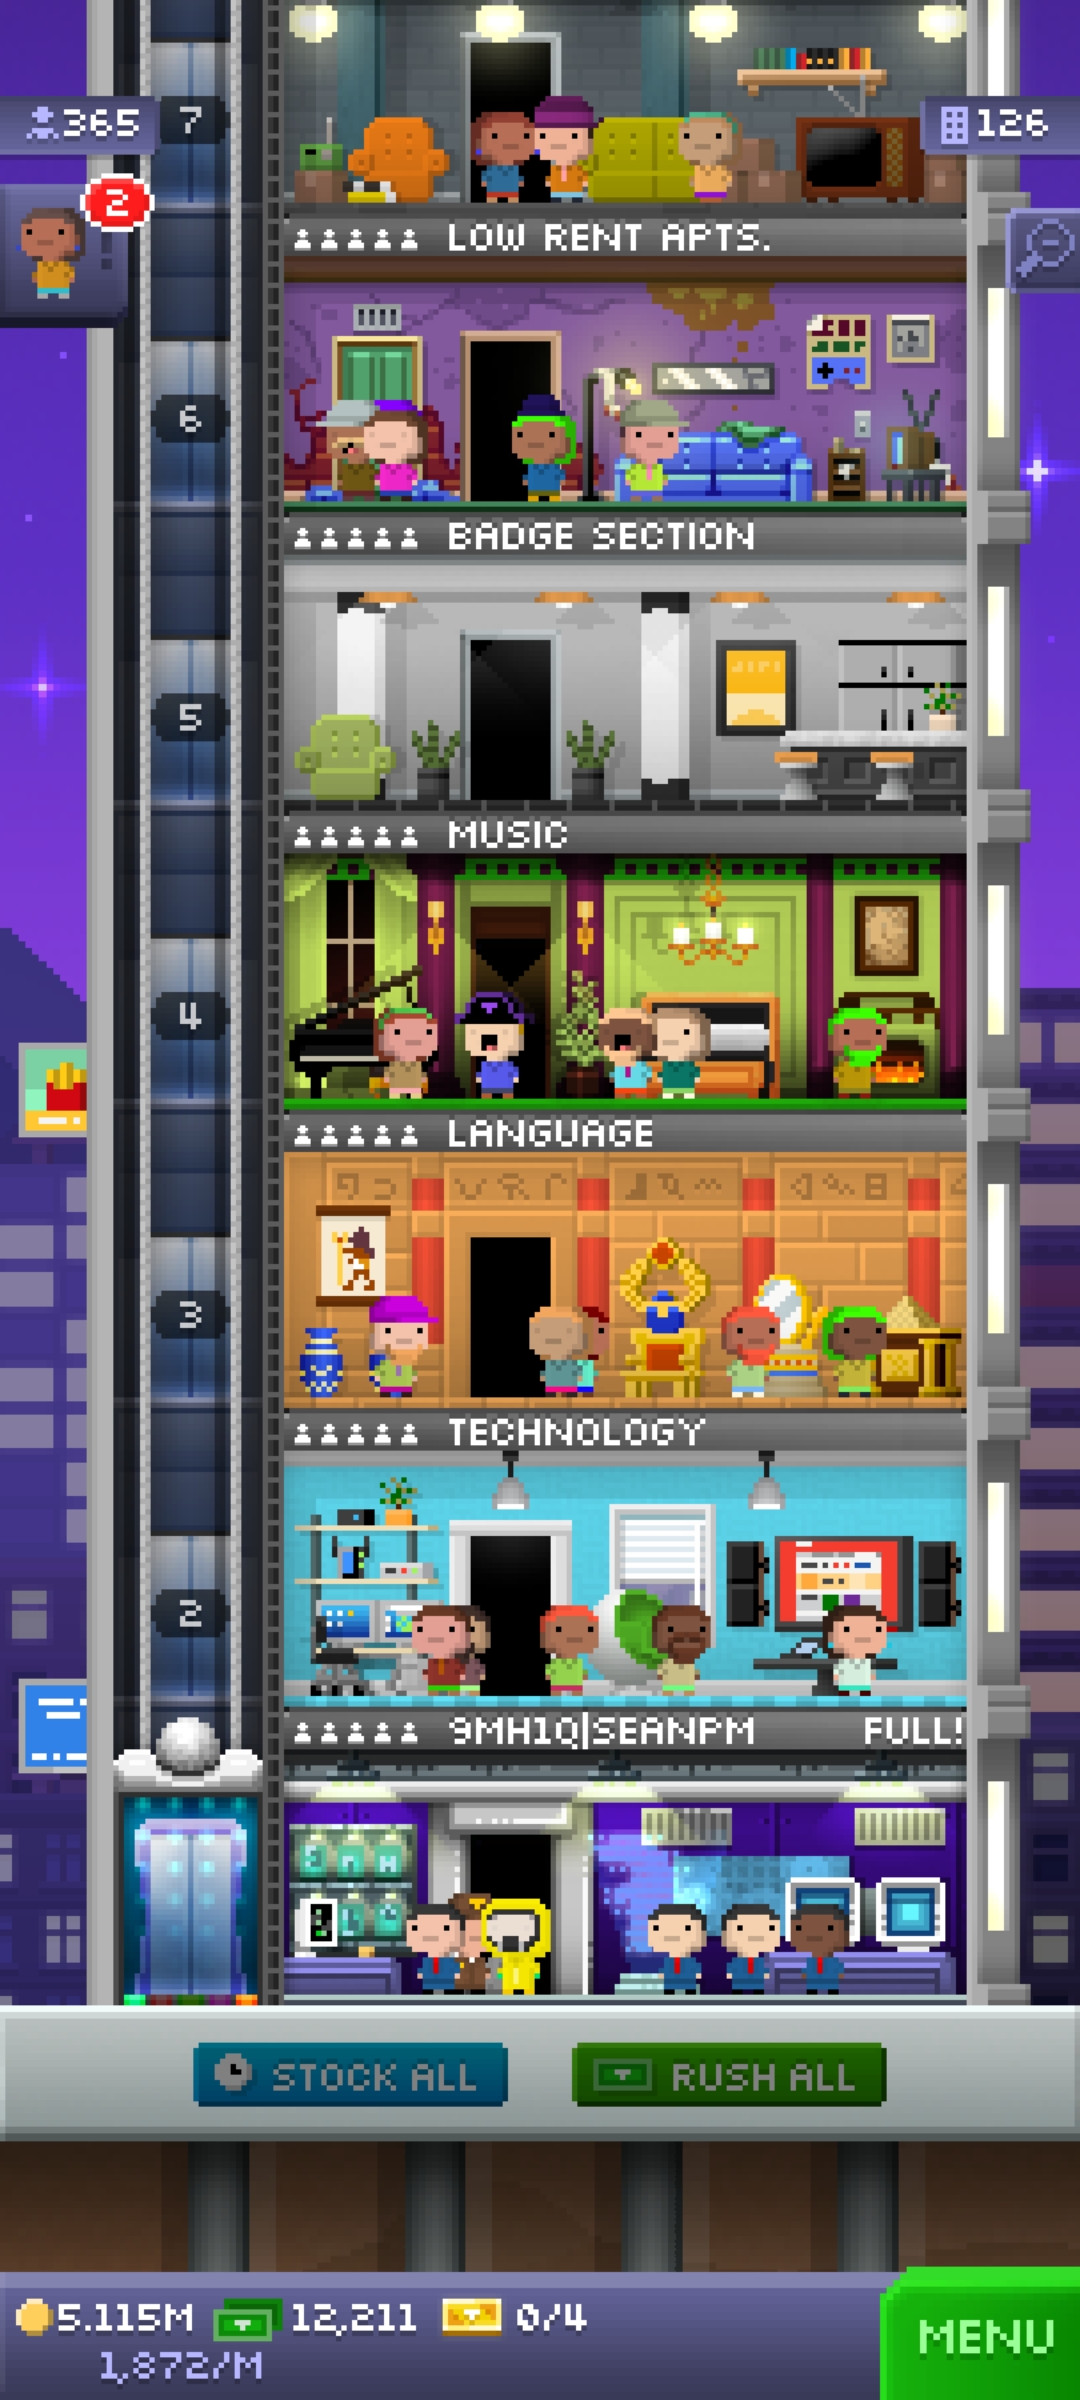 7
365
126
2
LOW RENT APTS.
6
BADGE SECTION
5
MUSIC
4
LANGUAGE
3
TECHNOLOGY
2
9MH1Q|SEANPM FULL!
STOCK ALL
RUSH ALL
5.115M 12,211 0/4
1,872/M
MENU